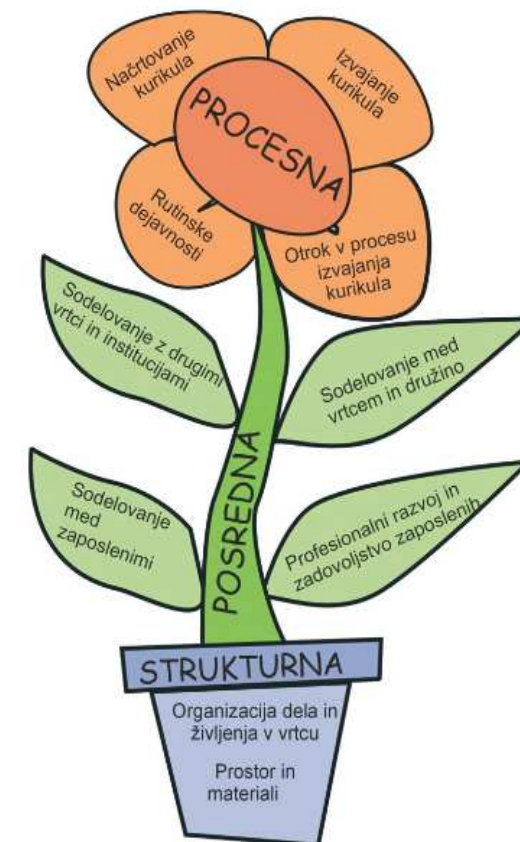 Načrtovanje
kurikula
Izvajanje
kurikula
PROCESNA
Rutinske
dejavnosti
Otrok v procesu
izvajanja
kurikula
Sodelovanje z drugimi
vrtci in institucijami
Sodelovanje med
vrtcem in družino
POSREDNA
Sodelovanje
med
zaposlenimi
Profesionalni razvoj in
zadovoljstvo zaposlenih
STRUKTURNA
Organizacija dela in
življenja v vrtcu
Prostor in
materiali